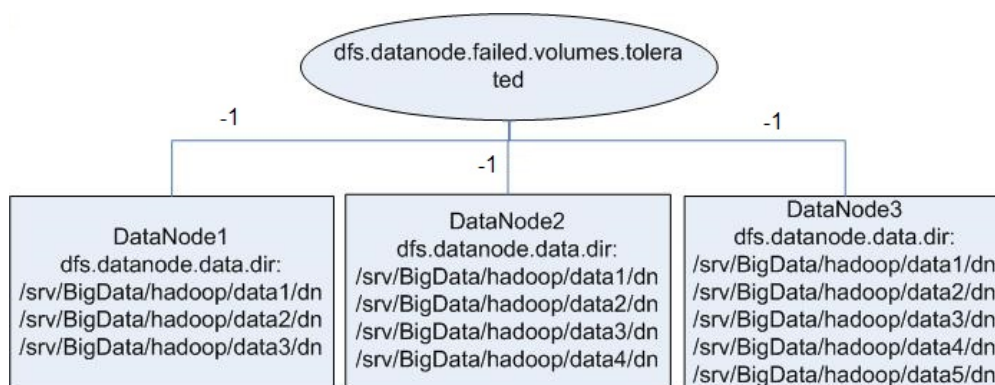 dfs.datanode.failed.volumes.tolera
ted
-1
-1
-1
DataNode1
dfs.datanode.data.dir:
/srv/BigData/hadoop/data1/dn
/srv/BigData/hadoop/data2/dn
/srv/BigData/hadoop/data3/dn
DataNode2
dfs.datanode.data.dir:
/srv/BigData/hadoop/data1/dn
/srv/BigData/hadoop/data2/dn
/srv/BigData/hadoop/data3/dn
/srv/BigData/hadoop/data4/dn
DataNode3
dfs.datanode.data.dir:
/srv/BigData/hadoop/data1/dn
/srv/BigData/hadoop/data2/dn
/srv/BigData/hadoop/data3/dn
/srv/BigData/hadoop/data4/dn
/srv/BigData/hadoop/data5/dn